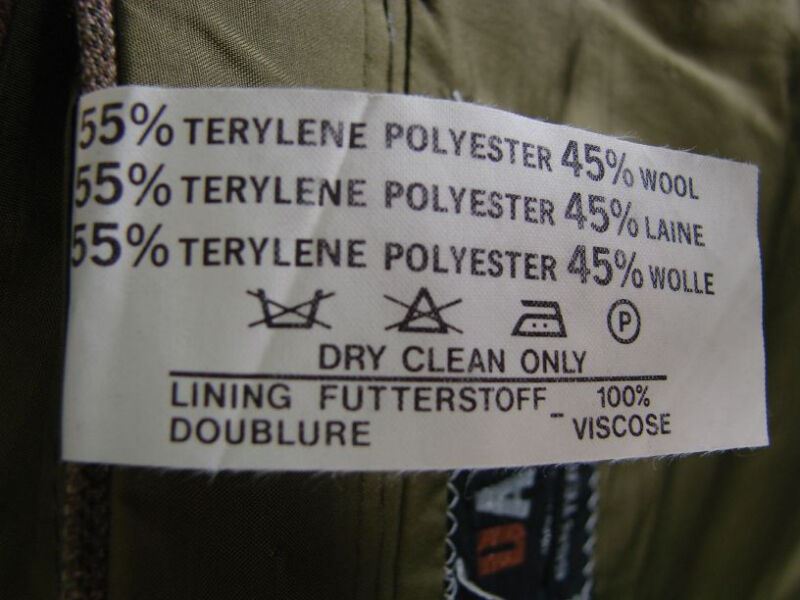 55% TERYLENE POLYESTER 45% WOOL
55% TERYLENE POLYESTER 45% LAINE
55% TERYLENE POLYESTER 45% WOLLE
P
DRY CLEAN ONLY
LINING FUTTERSTOFF - 100%
DOUBLURE VISCOSE